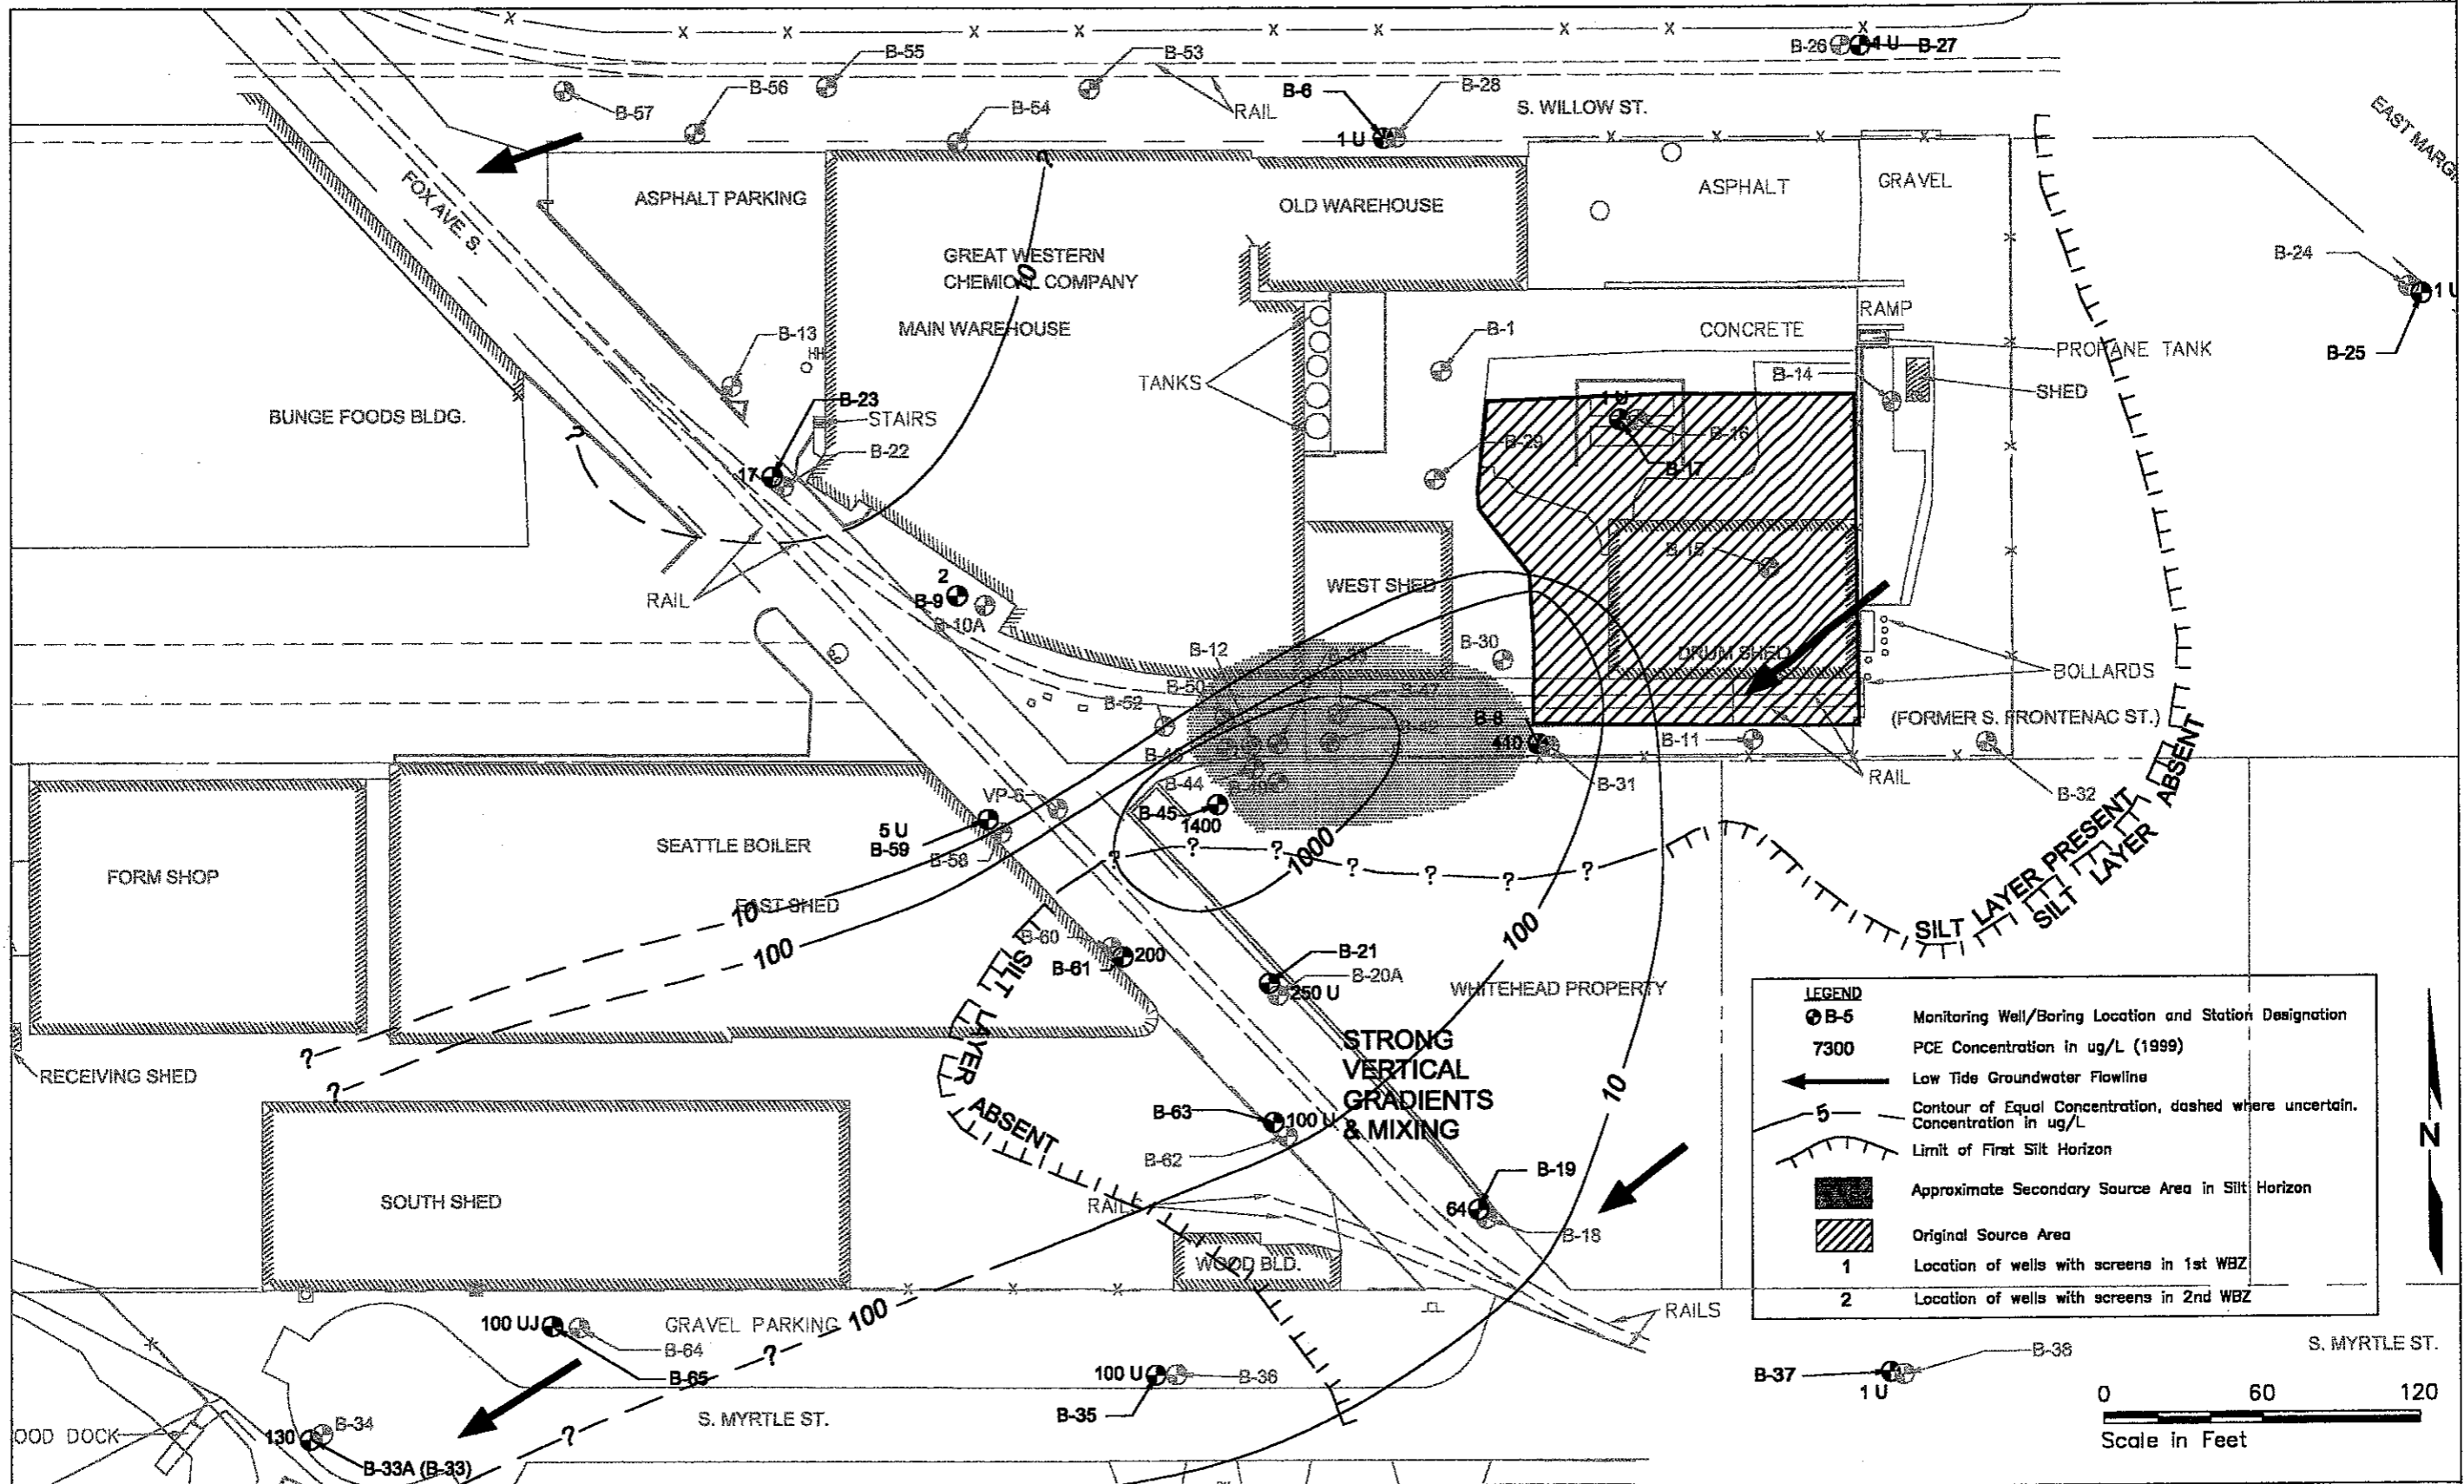 B-55
B-53
B-26
1 U
B-27
B-57
B-56
B-54
RAIL
B-6
B-28
1 U
S. WILLOW ST.
FOX AVE. S.
ASPHALT PARKING
?
OLD WAREHOUSE
ASPHALT
GRAVEL
GREAT WESTERN
CHEMICAL COMPANY
10
MAIN WAREHOUSE
B-24
1 U
B-25
B-13
HH
B-23
STAIRS
B-22
17
BUNGE FOODS BLDG.
?
TANKS
B-1
CONCRETE
RAMP
PROPANE TANK
B-14
SHED
1 U
B-16
B-17
B-29
B-15
2
B-9
B-10A
RAIL
WEST SHED
B-12
B-30
DRUM SHED
BOLLARDS
B-50
B-47
B-52
B-8
410
B-11
(FORMER S. FRONTENAC ST.)
B-31
RAIL
B-32
B-44
B-45
1400
1000
VP-6
5 U
B-59
B-58
SEATTLE BOILER
EAST SHED
FORM SHOP
10
100
? ? ? ? ? ? ?
SILT LAYER PRESENT
SILT LAYER ABSENT
B-60
B-61
200
SILT LAYER ABSENT
B-21
B-20A
250 U
100
WHITEHEAD PROPERTY
STRONG
VERTICAL
GRADIENTS
& MIXING
10
?
?
RECEIVING SHED
B-63
100 U
B-62
B-19
64
B-18
SOUTH SHED
RAILS
WOOD BLD.
RAILS
100 UJ
B-64
B-65
GRAVEL PARKING
100
?
?
100 U
B-36
B-35
S. MYRTLE ST.
OOD DOCK
B-34
130
B-33A (B-33)
LEGEND
B-5 Monitoring Well/Boring Location and Station Designation
7300 PCE Concentration in ug/L (1999)
Low Tide Groundwater Flowline
5 Contour of Equal Concentration, dashed where uncertain.
Concentration in ug/L
Limit of First Silt Horizon
Approximate Secondary Source Area in Silt Horizon
Original Source Area
1 Location of wells with screens in 1st WBZ
2 Location of wells with screens in 2nd WBZ
N
B-37
1 U
B-38
S. MYRTLE ST.
0 60 120
Scale in Feet